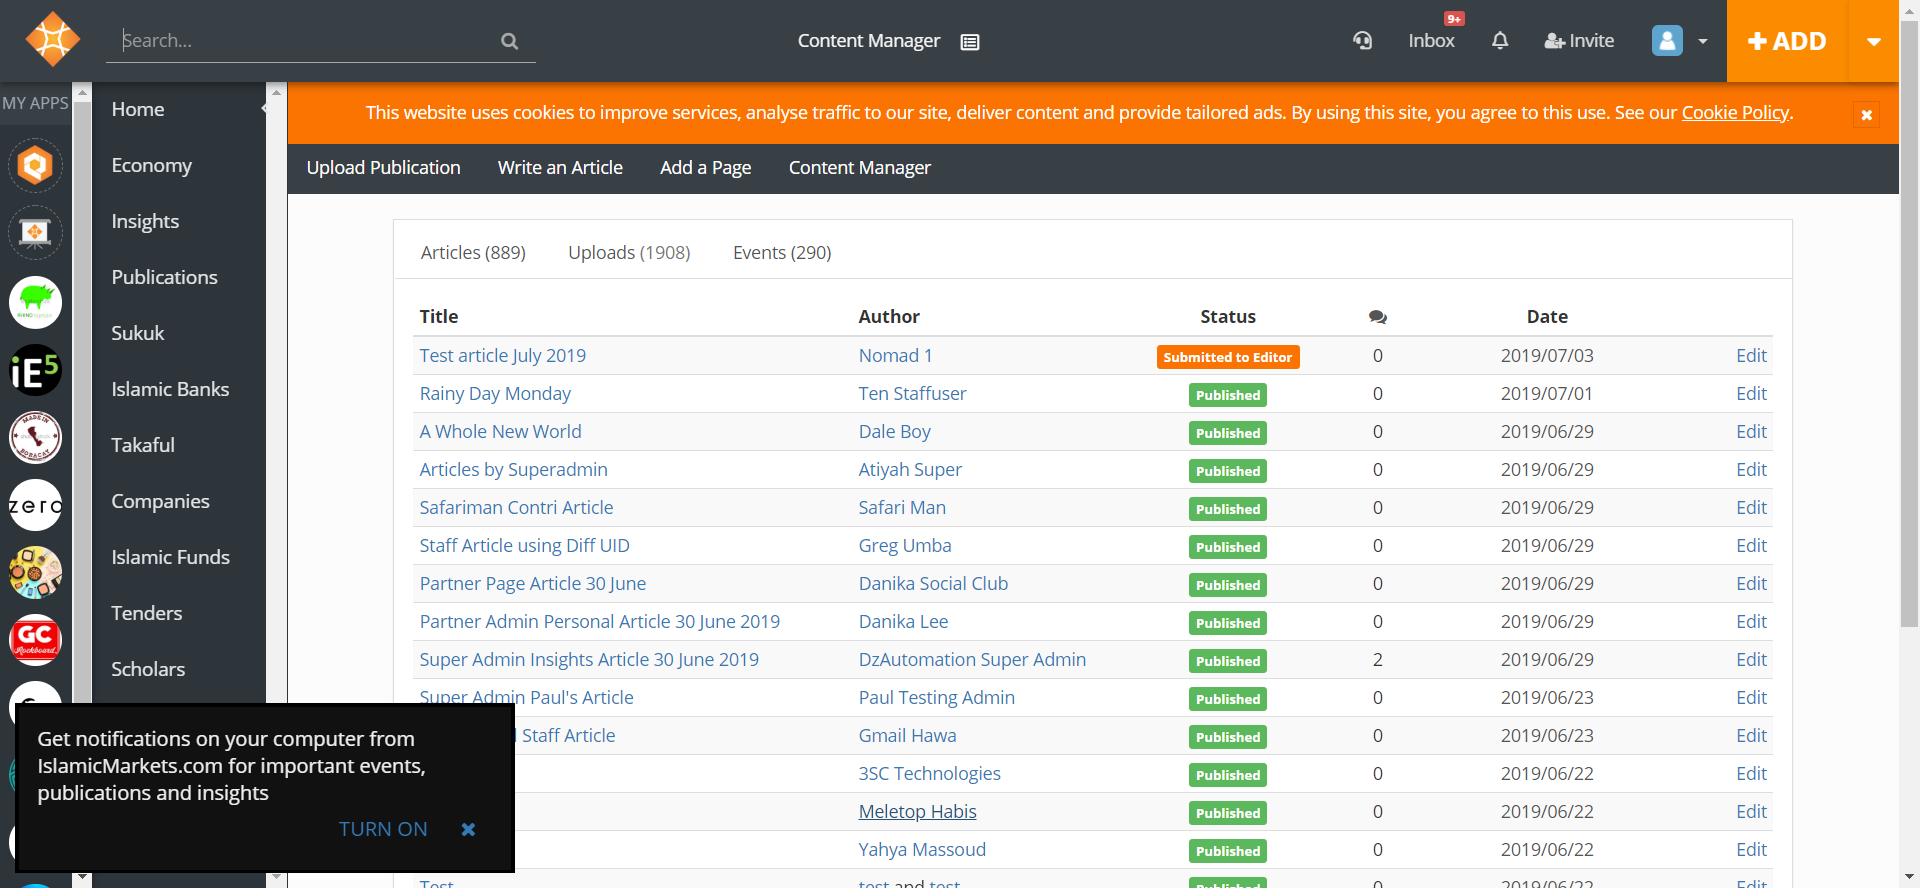 Search...
Content Manager
9+
Inbox
Invite
ADD
MY APPS
iE5
MADE IN
BORACAY
zero
GC
Rockboard
Home
Economy
Insights
Publications
Sukuk
Islamic Banks
Takaful
Companies
Islamic Funds
Tenders
Scholars
This website uses cookies to improve services, analyse traffic to our site, deliver content and provide tailored ads. By using this site, you agree to this use. See our Cookie Policy.
Upload Publication Write an Article Add a Page Content Manager
Articles (889) Uploads (1908) Events (290)
Title Author Status Date
Test article July 2019 Nomad 1 Submitted to Editor 0 2019/07/03 Edit
Rainy Day Monday Ten Staffuser Published 0 2019/07/01 Edit
A Whole New World Dale Boy Published 0 2019/06/29 Edit
Articles by Superadmin Atiyah Super Published 0 2019/06/29 Edit
Safariman Contri Article Safari Man Published 0 2019/06/29 Edit
Staff Article using Diff UID Greg Umba Published 0 2019/06/29 Edit
Partner Page Article 30 June Danika Social Club Published 0 2019/06/29 Edit
Partner Admin Personal Article 30 June 2019 Danika Lee Published 0 2019/06/29 Edit
Super Admin Insights Article 30 June 2019 DzAutomation Super Admin Published 2 2019/06/29 Edit
Super Admin Paul's Article Paul Testing Admin Published 0 2019/06/23 Edit
Staff Article Gmail Hawa Published 0 2019/06/23 Edit
3SC Technologies Published 0 2019/06/22 Edit
Meletop Habis Published 0 2019/06/22 Edit
Yahya Massoud Published 0 2019/06/22 Edit
Test test and test Published 0 2019/06/22 Edit
Get notifications on your computer from
IslamicMarkets.com for important events,
publications and insights
TURN ON